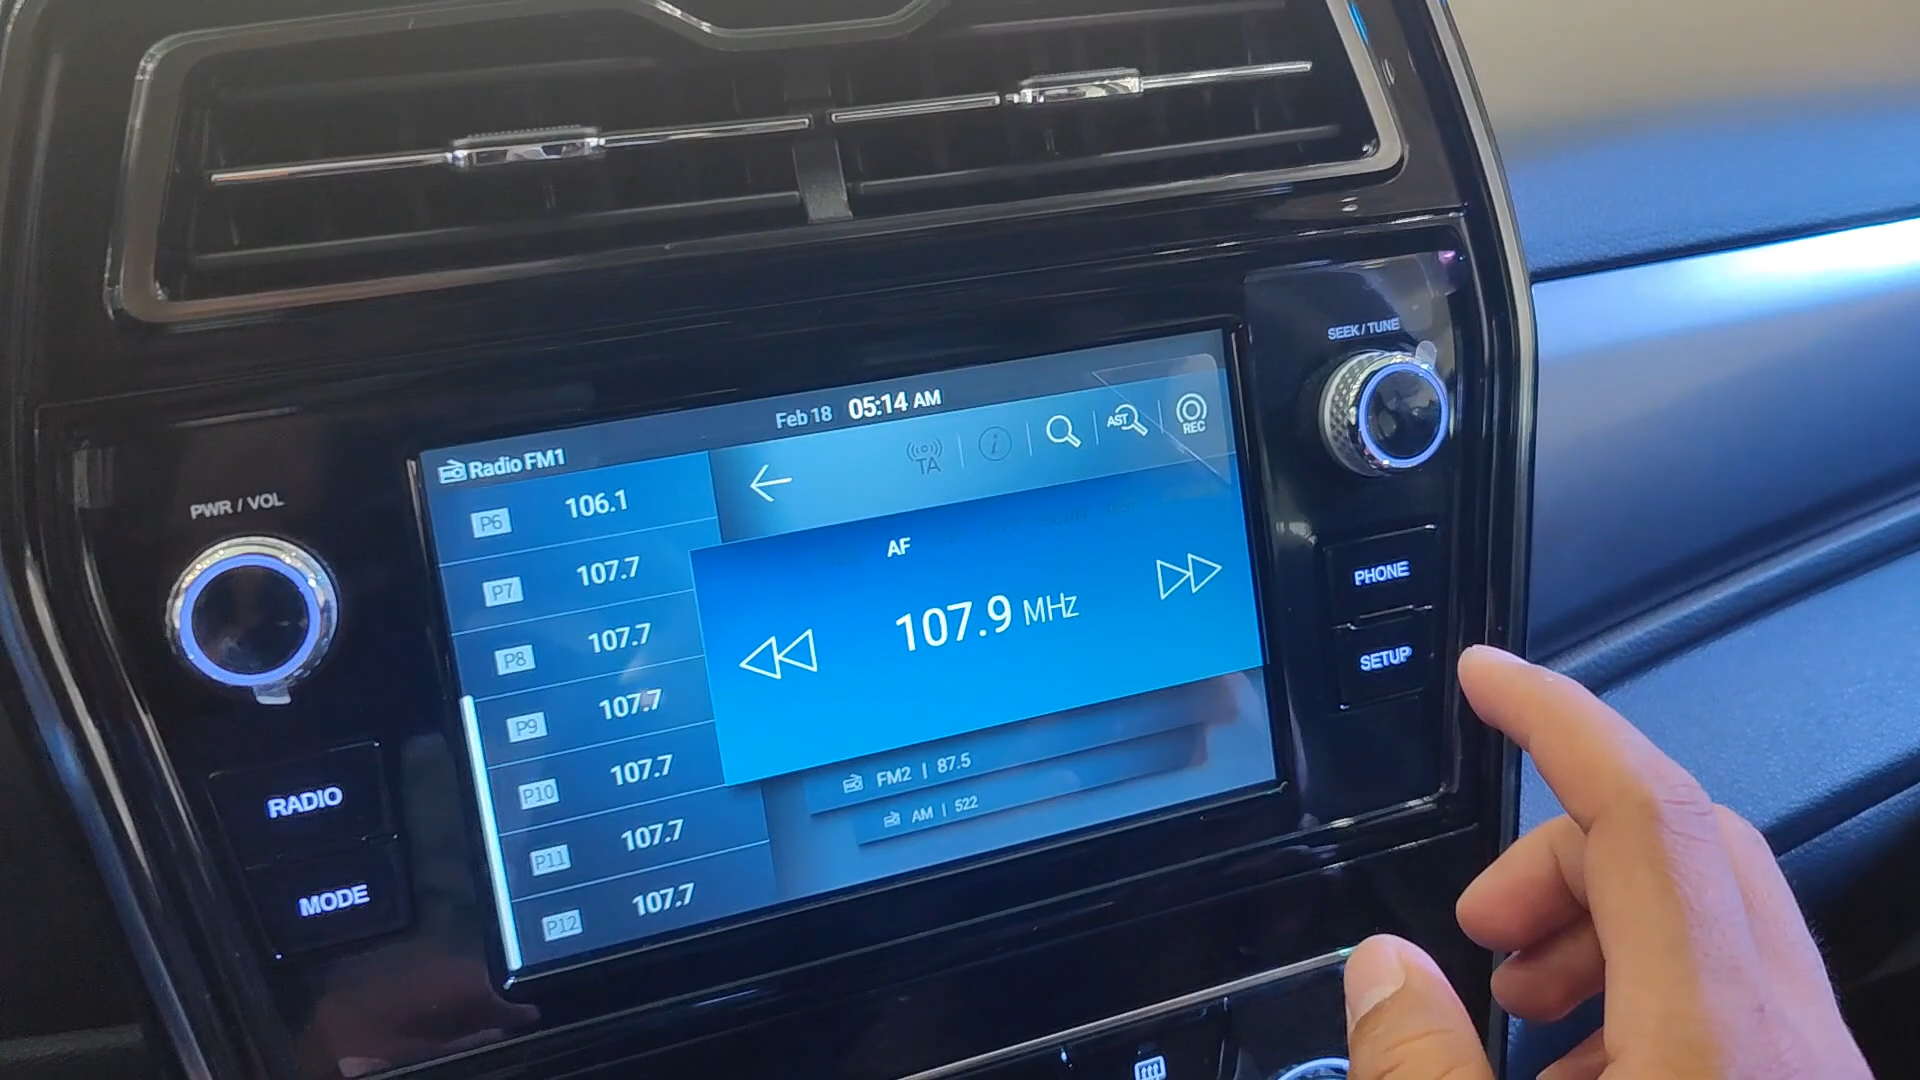 SEEK / TUNE
Feb 18 05:14 AM
Radio FM1
TA
i
AST
REC
PWR / VOL
P6 106.1
P7 107.7
P8 107.7
P9 107.7
P10 107.7
P11 107.7
P12 107.7
AF
107.9 MHz
FM2 | 87.5
AM | 522
PHONE
SETUP
RADIO
MODE